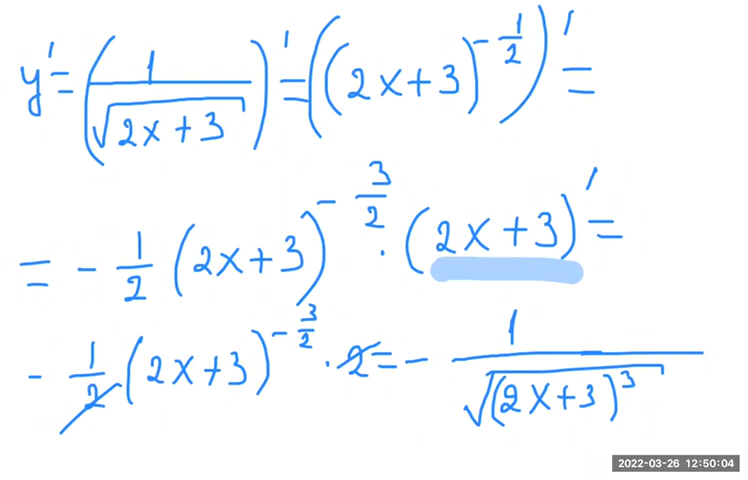 y' = (1/√(2x+3))' = ((2x+3)^(-1/2))' =
= - 1/2 (2x+3)^(-3/2) · (2x+3)' =
- 1/2 (2x+3)^(-3/2) · 2 = - 1/√((2x+3)^3)
2022-03-26 12:50:04